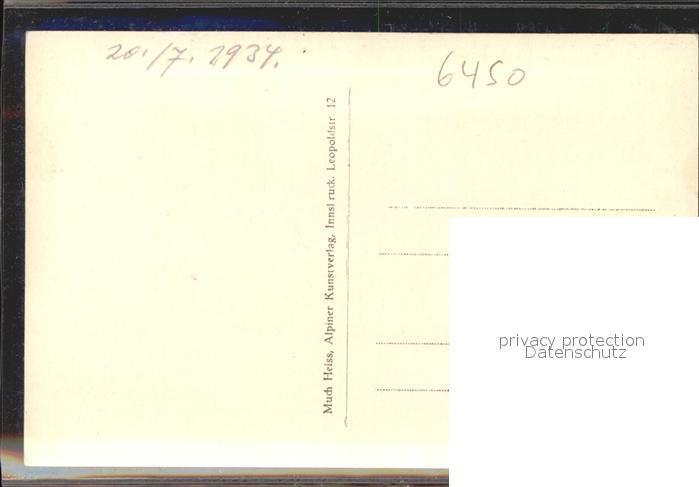 20./7. 1934.
6450
Much Heiss, Alpiner Kunstverlag, Innsbruck. Leopoldstr 12
privacy protection
Datenschutz